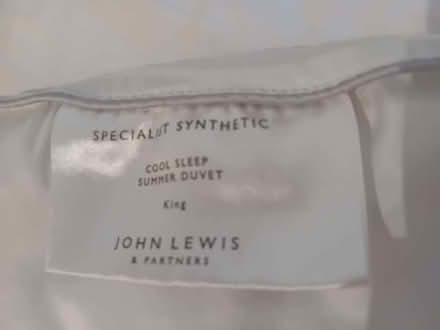 SPECIALIST SYNTHETIC
COOL SLEEP
SUMMER DUVET
King
JOHN LEWIS
& PARTNERS